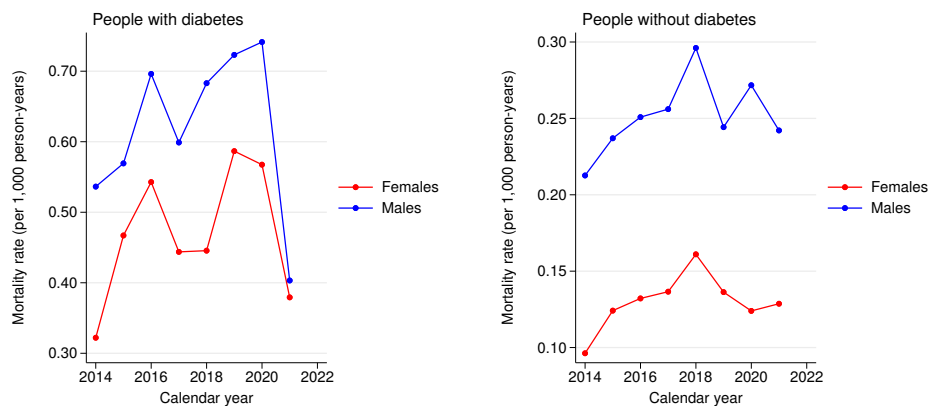 People with diabetes
Mortality rate (per 1,000 person-years)
0.70
0.60
0.50
0.40
0.30
2014 2016 2018 2020 2022
Calendar year
Females
Males
People without diabetes
Mortality rate (per 1,000 person-years)
0.30
0.25
0.20
0.15
0.10
2014 2016 2018 2020 2022
Calendar year
Females
Males